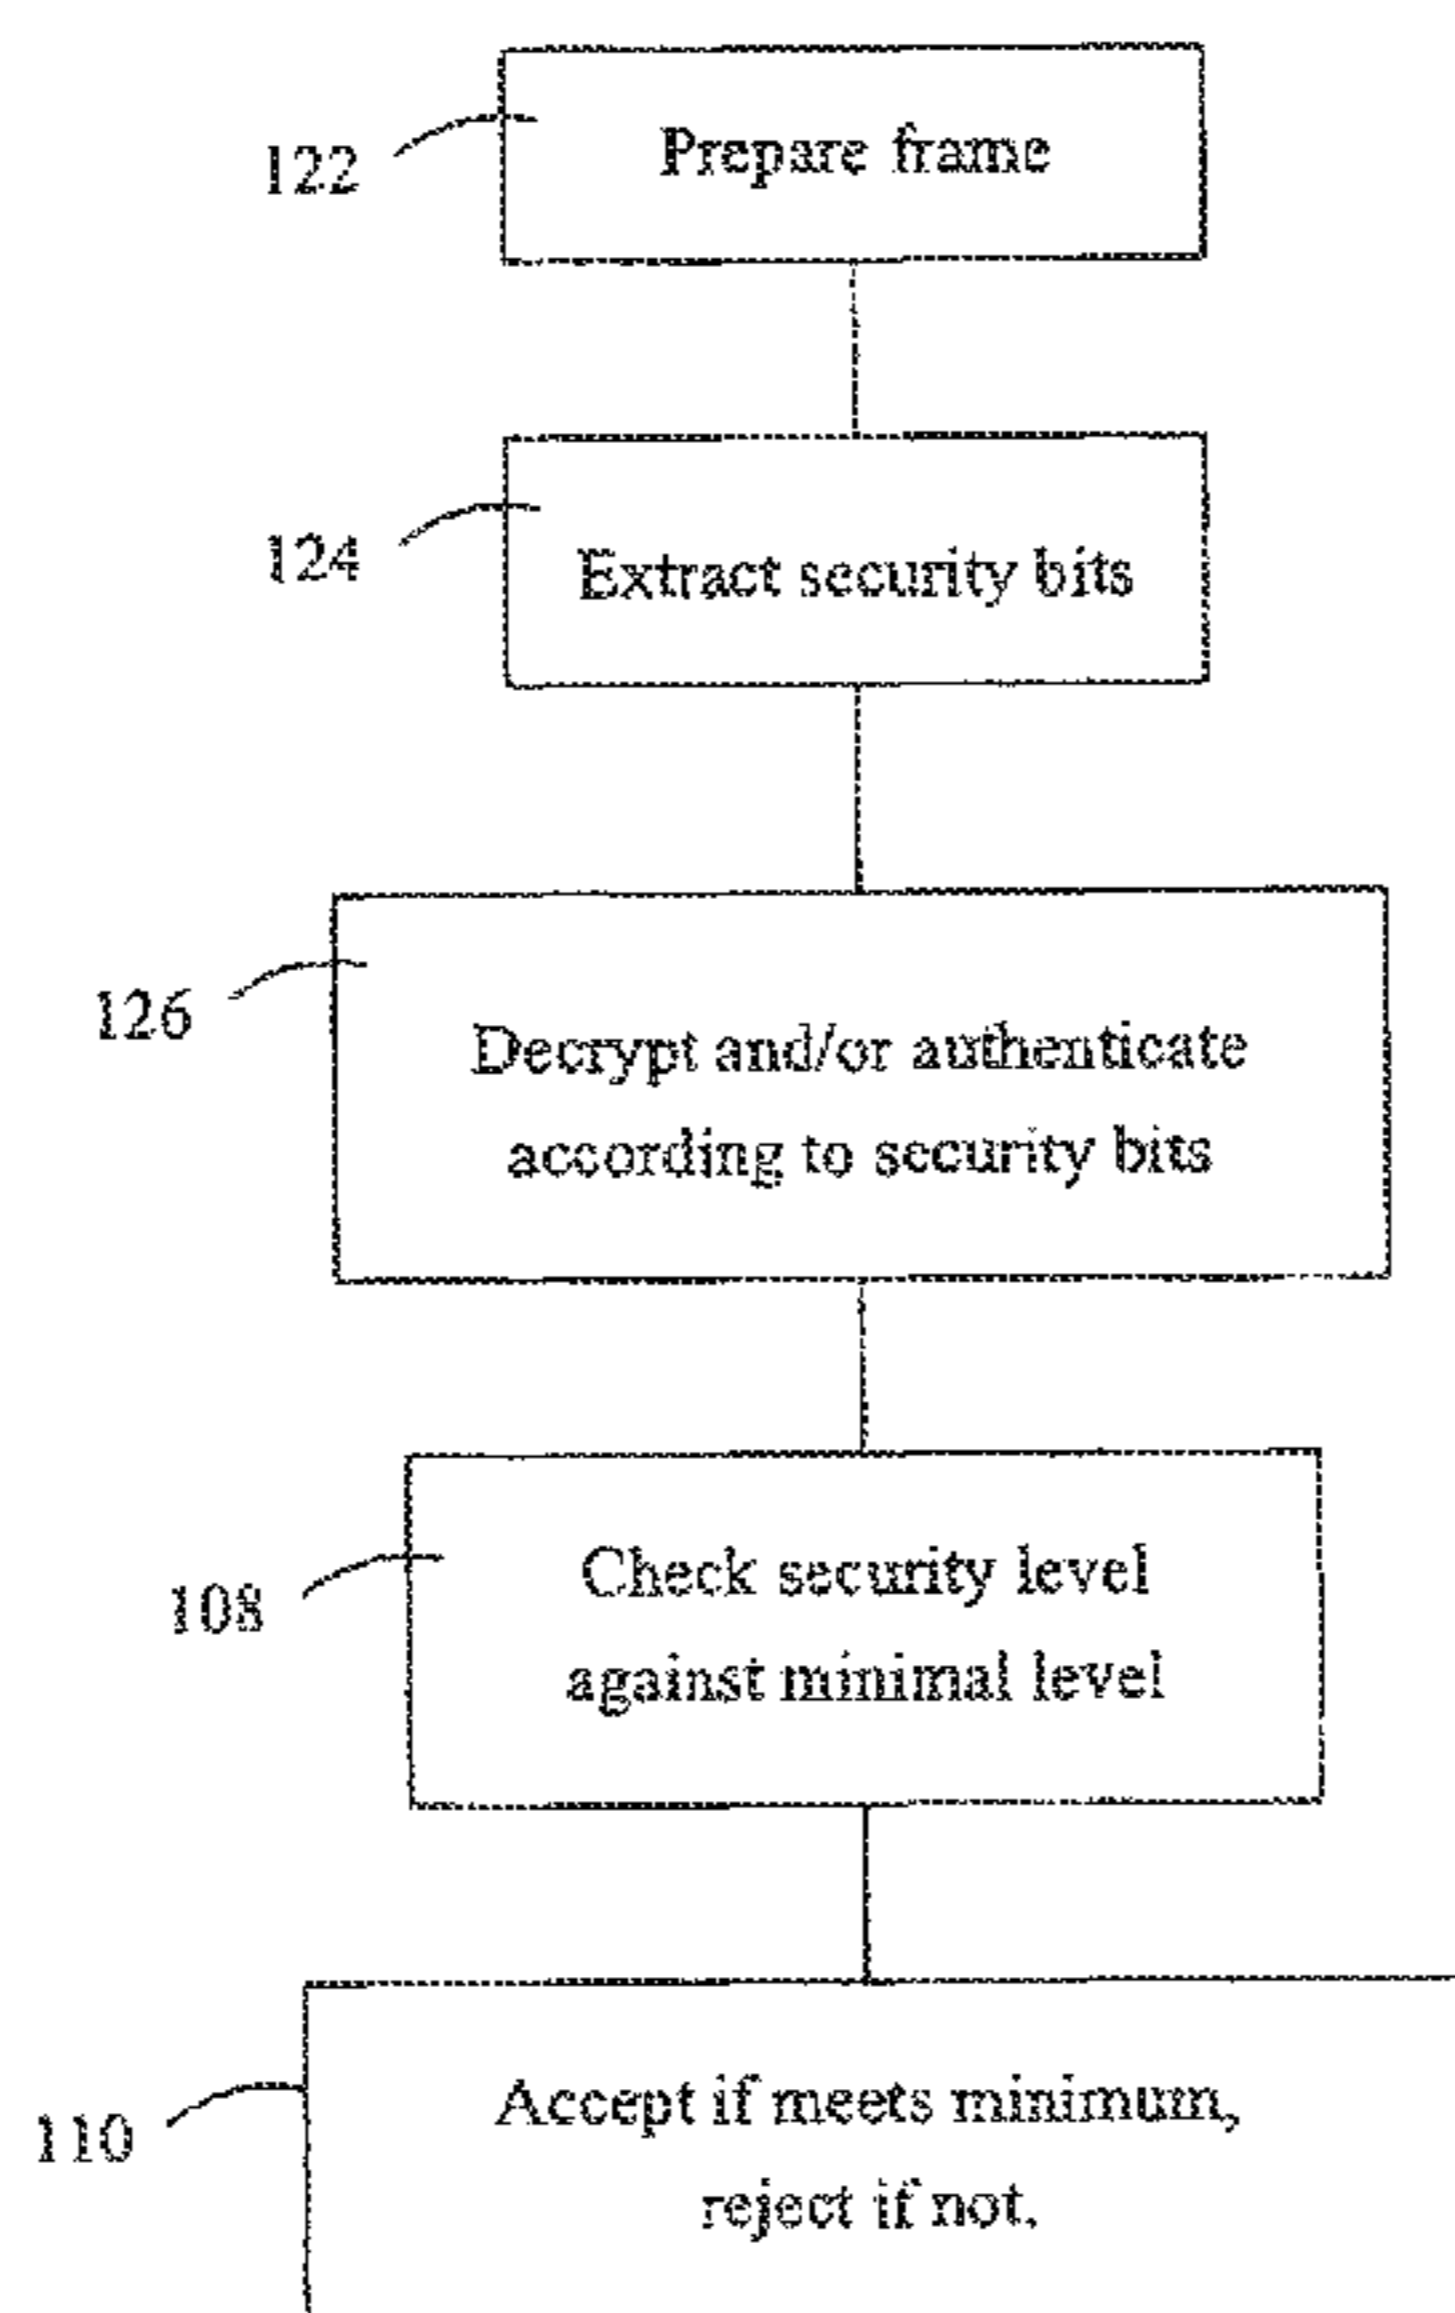 122
Prepare frame
124
Extract security bits
126
Decrypt and/or authenticate
according to security bits
108
Check security level
against minimal level
110
Accept if meets minimum,
reject if not.